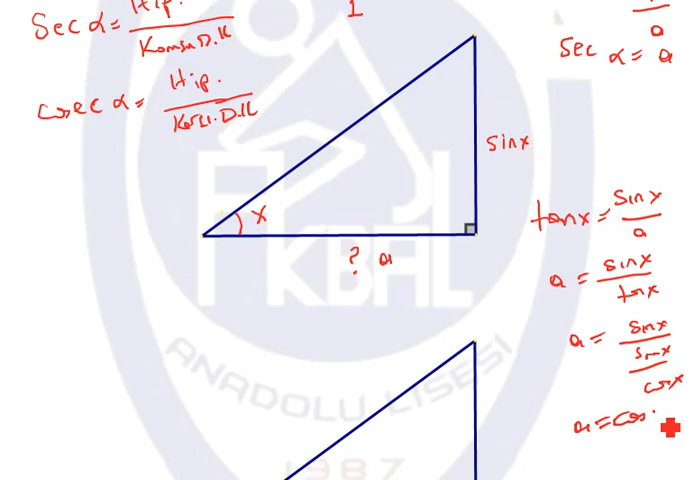 Sec α = Hip. / Komşu D.K
cosec α = Hip. / Karşı. D.K
1
a
Sec α = a
sinx
x
? a
tanx = sinx / a
a = sinx / tanx
a = sinx / sinx / cosx
a = cos
FKBAL
ANADOLU LİSESİ
1987